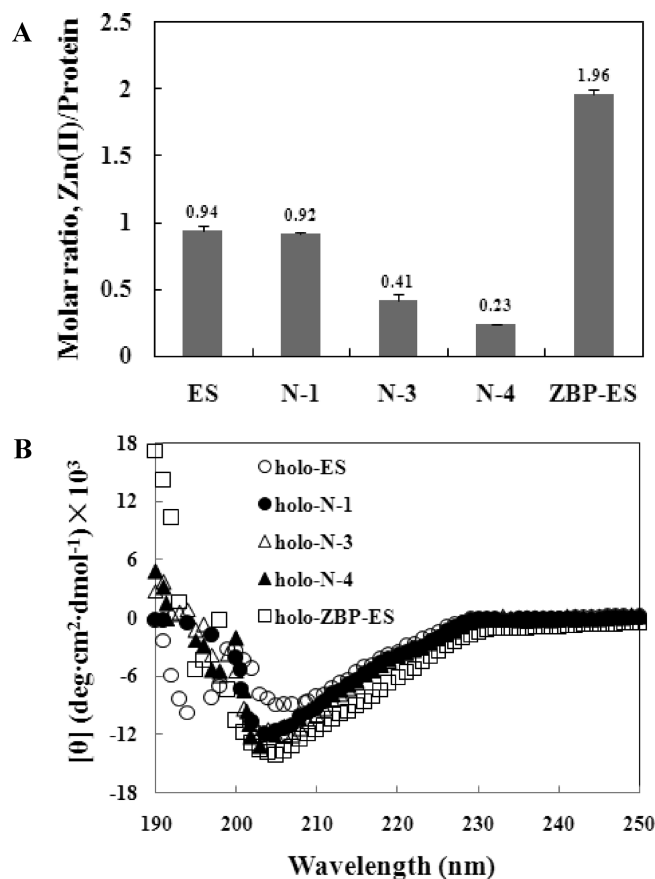 A
Molar ratio, Zn(II)/Protein
2.5
2
1.5
1
0.5
0
0.94
0.92
0.41
0.23
1.96
ES
N-1
N-3
N-4
ZBP-ES
B
[θ] (deg·cm²·dmol⁻¹)×10³
18
12
6
0
-6
-12
-18
holo-ES
holo-N-1
holo-N-3
holo-N-4
holo-ZBP-ES
190 200 210 220 230 240 250
Wavelength (nm)